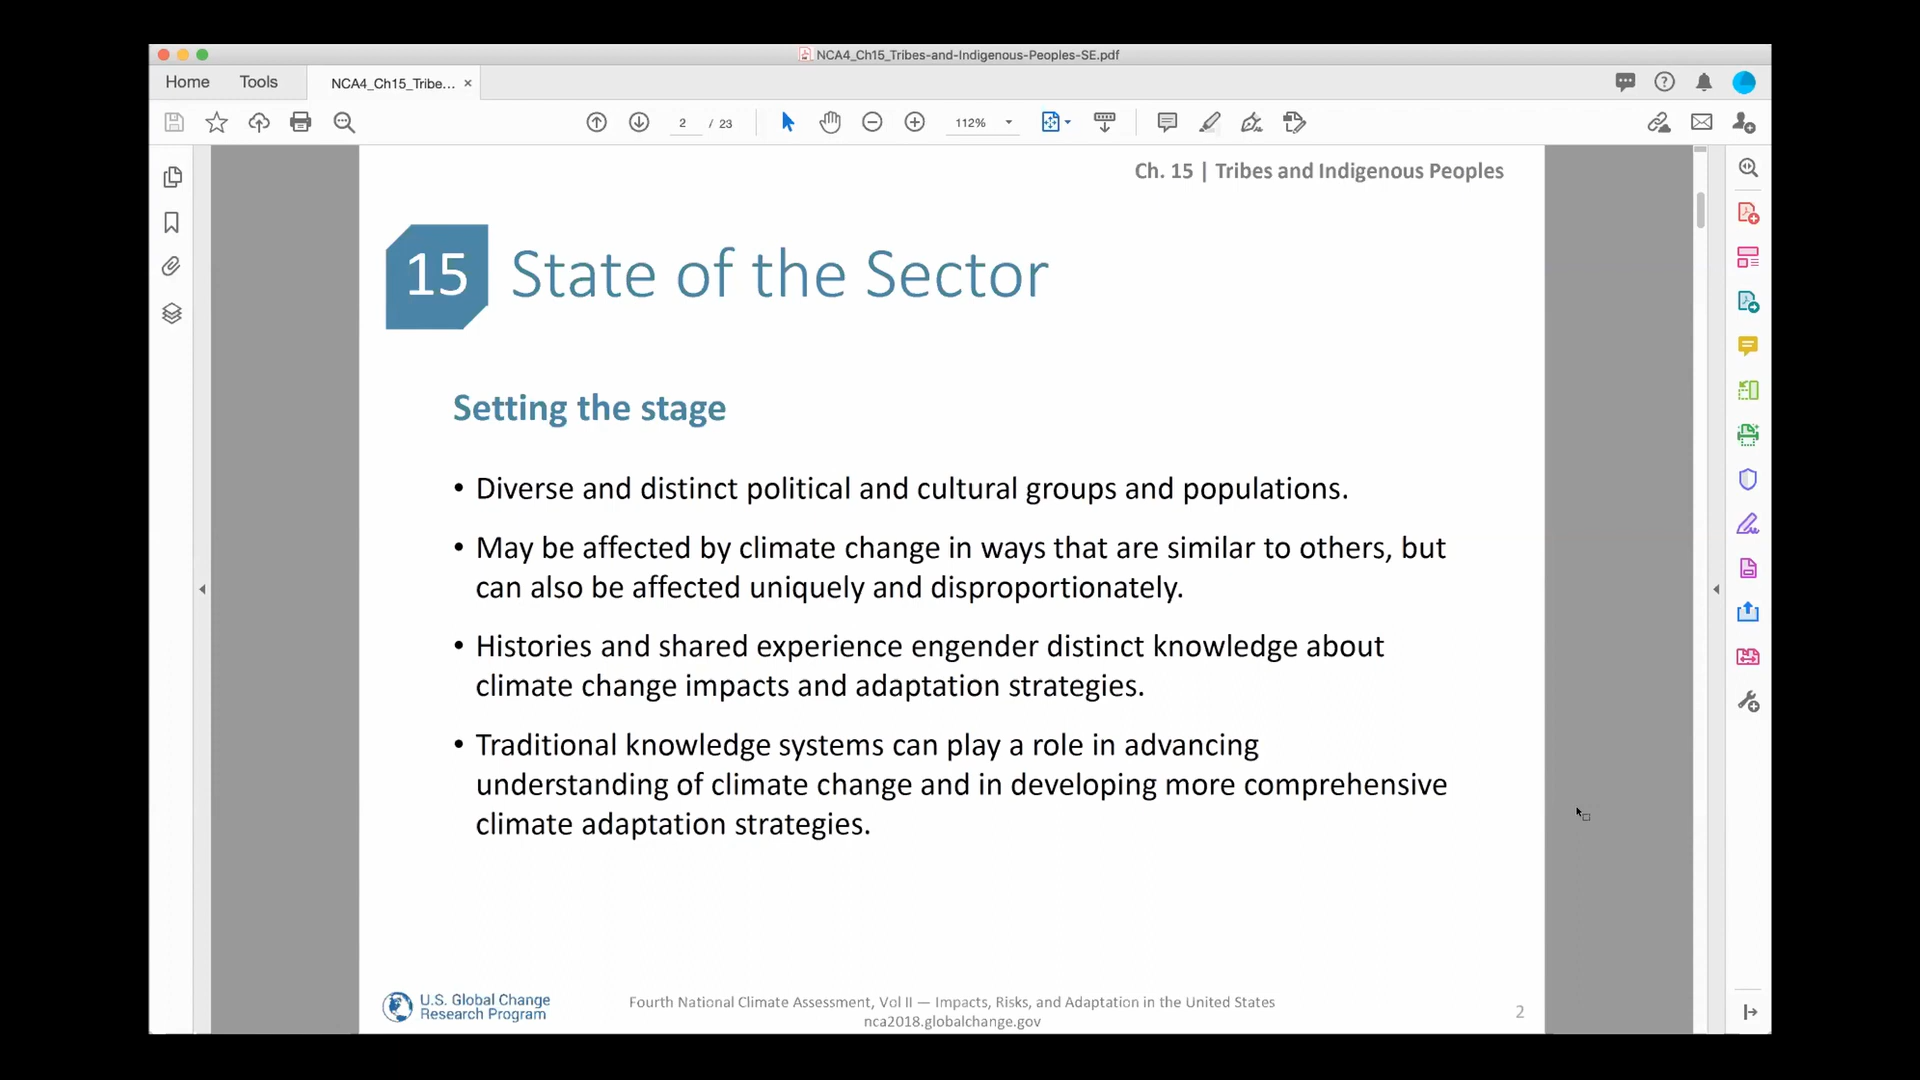 NCA4_Ch15_Tribes-and-Indigenous-Peoples-SE.pdf
Home Tools NCA4_Ch15_Tribe... ×
2 / 23 112%
Ch. 15 | Tribes and Indigenous Peoples
15 State of the Sector
Setting the stage
• Diverse and distinct political and cultural groups and populations.
• May be affected by climate change in ways that are similar to others, but
can also be affected uniquely and disproportionately.
• Histories and shared experience engender distinct knowledge about
climate change impacts and adaptation strategies.
• Traditional knowledge systems can play a role in advancing
understanding of climate change and in developing more comprehensive
climate adaptation strategies.
U.S. Global Change
Research Program
Fourth National Climate Assessment, Vol II — Impacts, Risks, and Adaptation in the United States
nca2018.globalchange.gov
2